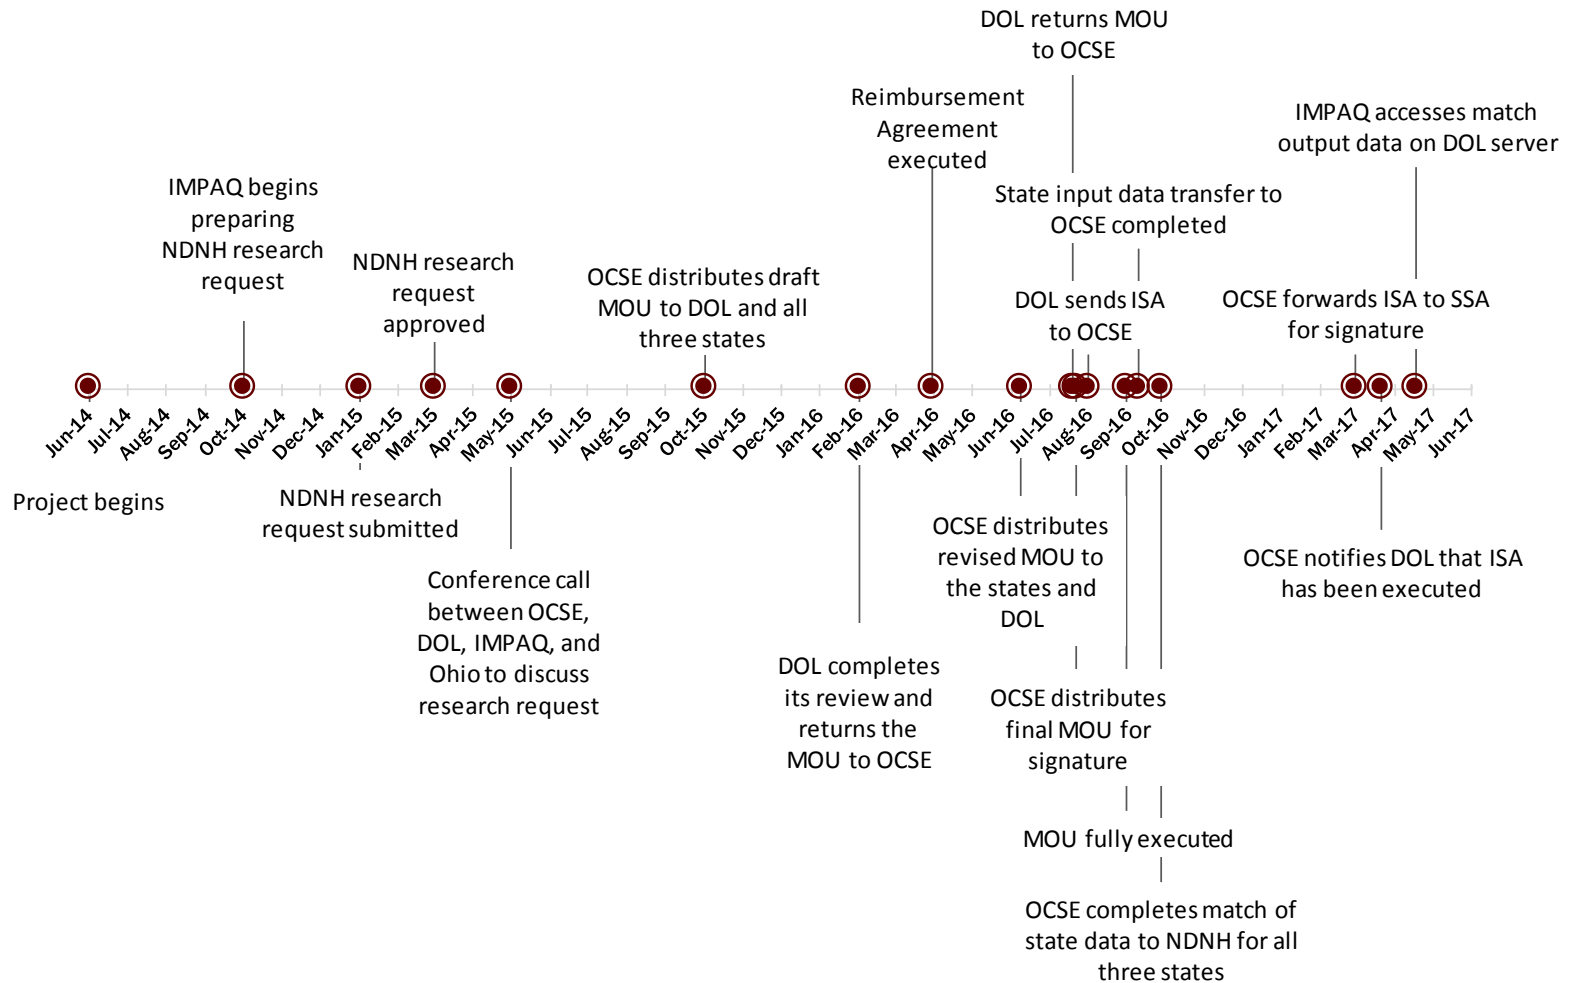 DOL returns MOU
to OCSE
Reimbursement
Agreement
executed
IMPAQ accesses match
output data on DOL server
IMPAQ begins
preparing
NDNH research
request
State input data transfer to
OCSE completed
NDNH research
request
approved
OCSE distributes draft
MOU to DOL and all
three states
DOL sends ISA
to OCSE
OCSE forwards ISA to SSA
for signature
Jun-14
Jul-14
Aug-14
Sep-14
Oct-14
Nov-14
Dec-14
Jan-15
Feb-15
Mar-15
Apr-15
May-15
Jun-15
Jul-15
Aug-15
Sep-15
Oct-15
Nov-15
Dec-15
Jan-16
Feb-16
Mar-16
Apr-16
May-16
Jun-16
Jul-16
Aug-16
Sep-16
Oct-16
Nov-16
Dec-16
Jan-17
Feb-17
Mar-17
Apr-17
May-17
Jun-17
Project begins
NDNH research
request submitted
Conference call
between OCSE,
DOL, IMPAQ, and
Ohio to discuss
research request
DOL completes
its review and
returns the
MOU to OCSE
OCSE distributes
revised MOU to
the states and
DOL
OCSE distributes
final MOU for
signature
MOU fully executed
OCSE completes match of
state data to NDNH for all
three states
OCSE notifies DOL that ISA
has been executed